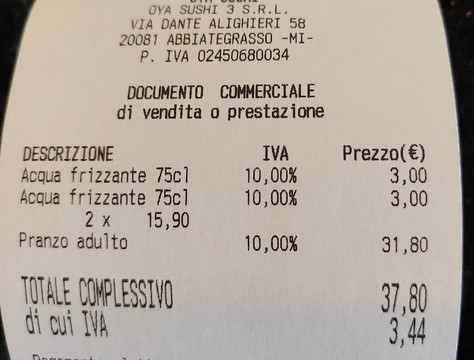 OYA SUSHI 3 S.R.L.
VIA DANTE ALIGHIERI 58
20081 ABBIATEGRASSO -MI-
P. IVA 02450680034
DOCUMENTO COMMERCIALE
di vendita o prestazione
DESCRIZIONE IVA Prezzo(€)
Acqua frizzante 75cl 10,00% 3,00
Acqua frizzante 75cl 10,00% 3,00
2 x 15,90
Pranzo adulto 10,00% 31,80
TOTALE COMPLESSIVO 37,80
di cui IVA 3,44